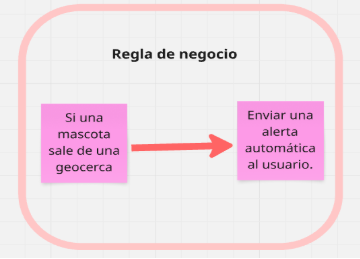 Regla de negocio
Si una
mascota
sale de una
geocerca
Enviar una
alerta
automática
al usuario.